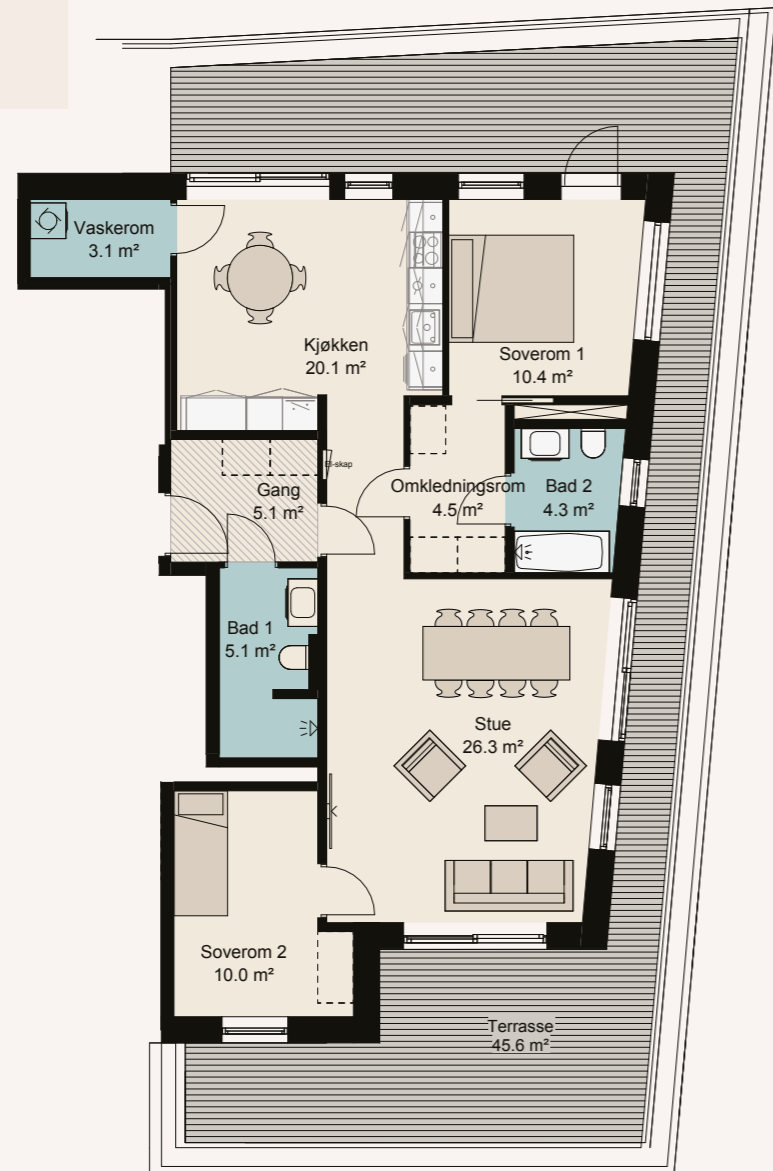 Vaskerom
3.1 m²
Kjøkken
20.1 m²
Soverom 1
10.4 m²
El-skap
Gang
5.1 m²
Omkledningsrom
4.5 m²
Bad 2
4.3 m²
Bad 1
5.1 m²
Stue
26.3 m²
Soverom 2
10.0 m²
Terrasse
45.6 m²